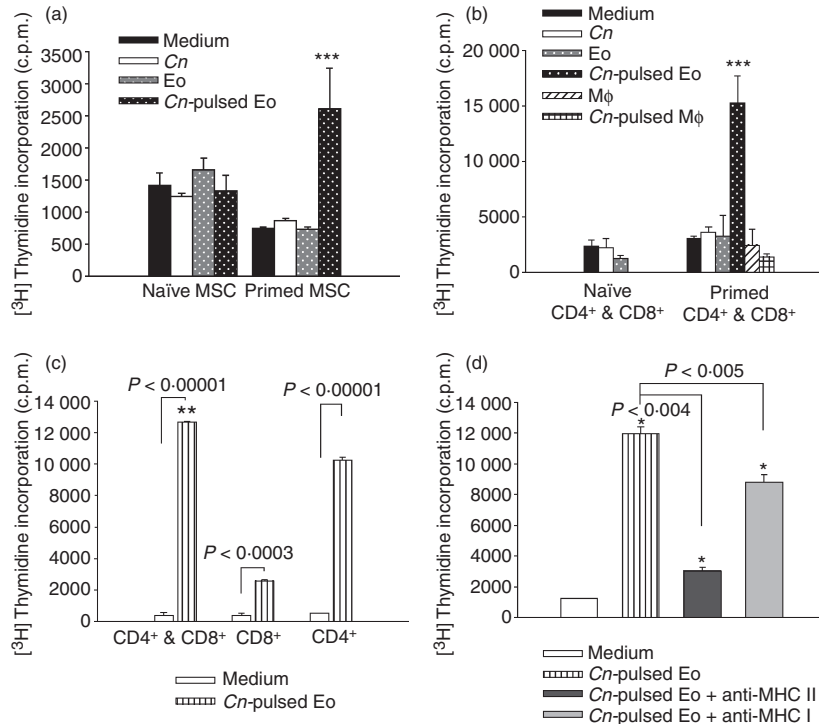 (a)
[³H] Thymidine incorporation (c.p.m.)
Medium
Cn
Eo
Cn-pulsed Eo
***
3500
3000
2500
2000
1500
1000
500
0
Naïve MSC Primed MSC
(b)
[³H] Thymidine incorporation (c.p.m.)
Medium
Cn
Eo
Cn-pulsed Eo
Mϕ
Cn-pulsed Mϕ
***
20 000
15 000
10 000
5000
0
Naïve
CD4⁺ & CD8⁺
Primed
CD4⁺ & CD8⁺
(c)
[³H] Thymidine incorporation (c.p.m.)
P < 0·00001
P < 0·00001
**
P < 0·0003
14 000
12 000
10 000
8000
6000
4000
2000
0
CD4⁺ & CD8⁺ CD8⁺ CD4⁺
Medium
Cn-pulsed Eo
(d)
[³H] Thymidine incorporation (c.p.m.)
P < 0·005
P < 0·004
*
*
*
14 000
12 000
10 000
8000
6000
4000
2000
0
Medium
Cn-pulsed Eo
Cn-pulsed Eo + anti-MHC II
Cn-pulsed Eo + anti-MHC I